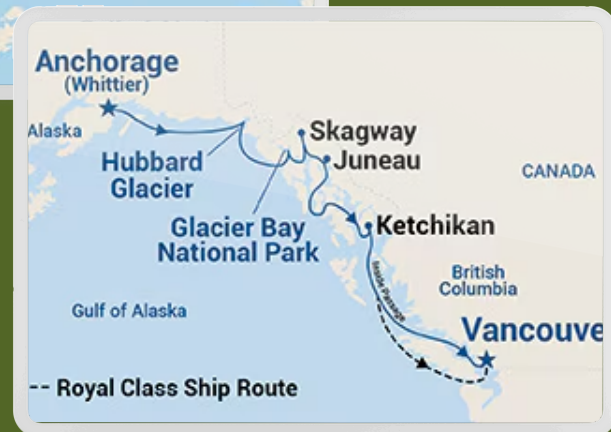 Anchorage
(Whittier)
Alaska
Skagway
Juneau
Hubbard
Glacier
CANADA
Glacier Bay
National Park
Ketchikan
Inside Passage
British
Columbia
Gulf of Alaska
Vancouve
-- Royal Class Ship Route